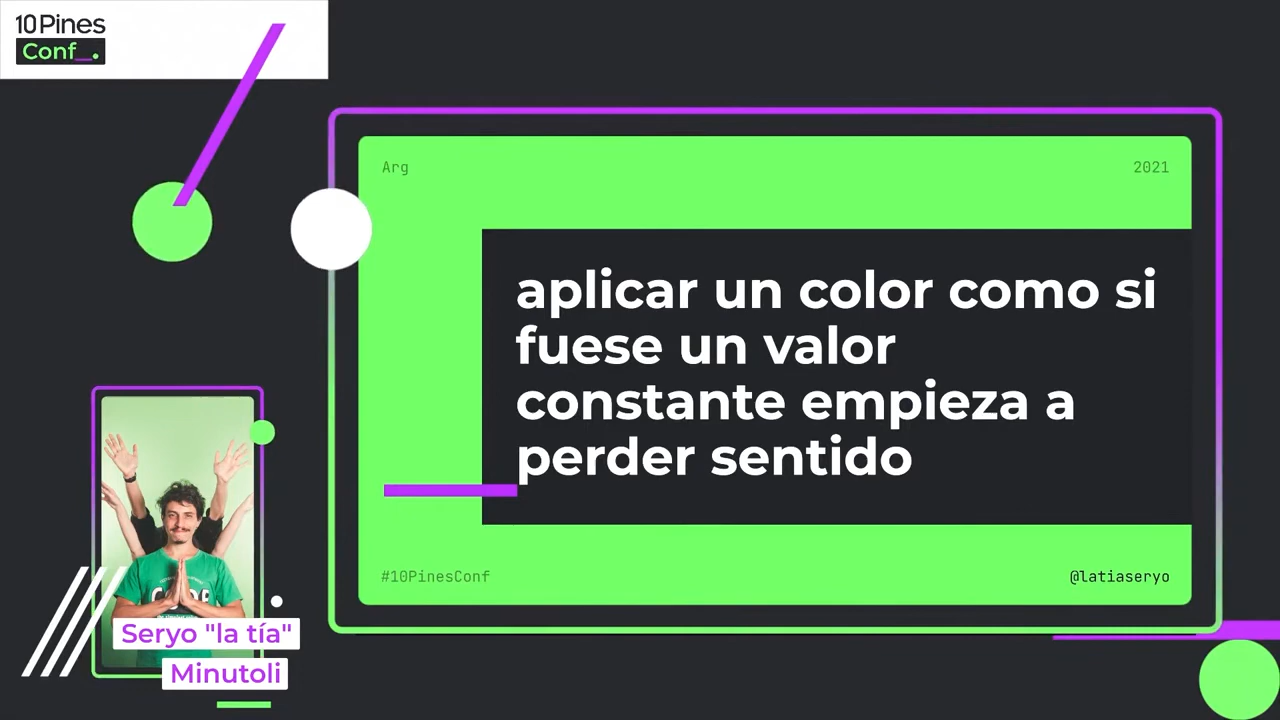 10Pines
Conf_.
Arg
2021
aplicar un color como si
fuese un valor
constante empieza a
perder sentido
#10PinesConf
@latiaseryo
Seryo "la tía"
Minutoli